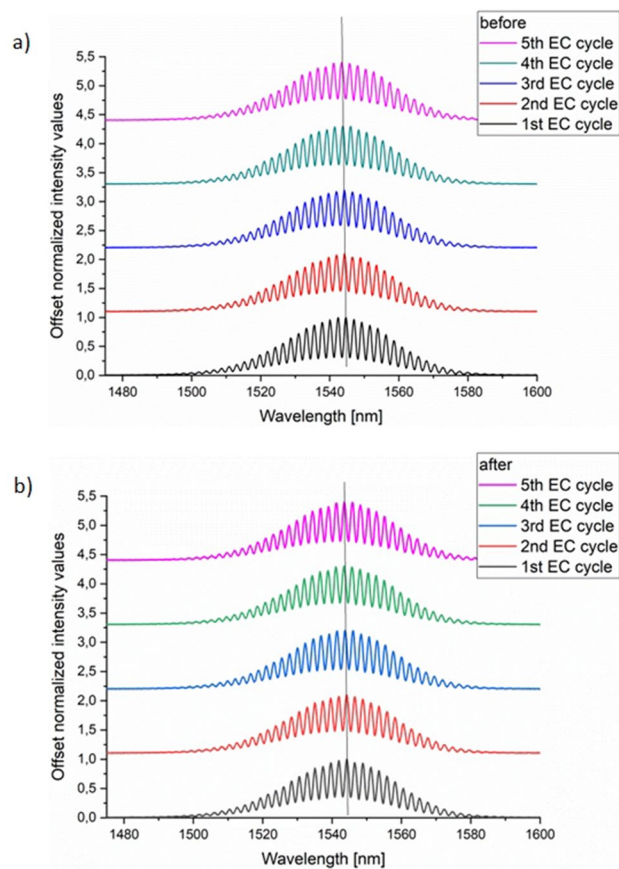 a)
before
5th EC cycle
4th EC cycle
3rd EC cycle
2nd EC cycle
1st EC cycle
Offset normalized intensity values
5,5
5,0
4,5
4,0
3,5
3,0
2,5
2,0
1,5
1,0
0,5
0,0
1480 1500 1520 1540 1560 1580 1600
Wavelength [nm]
b)
after
5th EC cycle
4th EC cycle
3rd EC cycle
2nd EC cycle
1st EC cycle
Offset normalized intensity values
5,5
5,0
4,5
4,0
3,5
3,0
2,5
2,0
1,5
1,0
0,5
0,0
1480 1500 1520 1540 1560 1580 1600
Wavelength [nm]